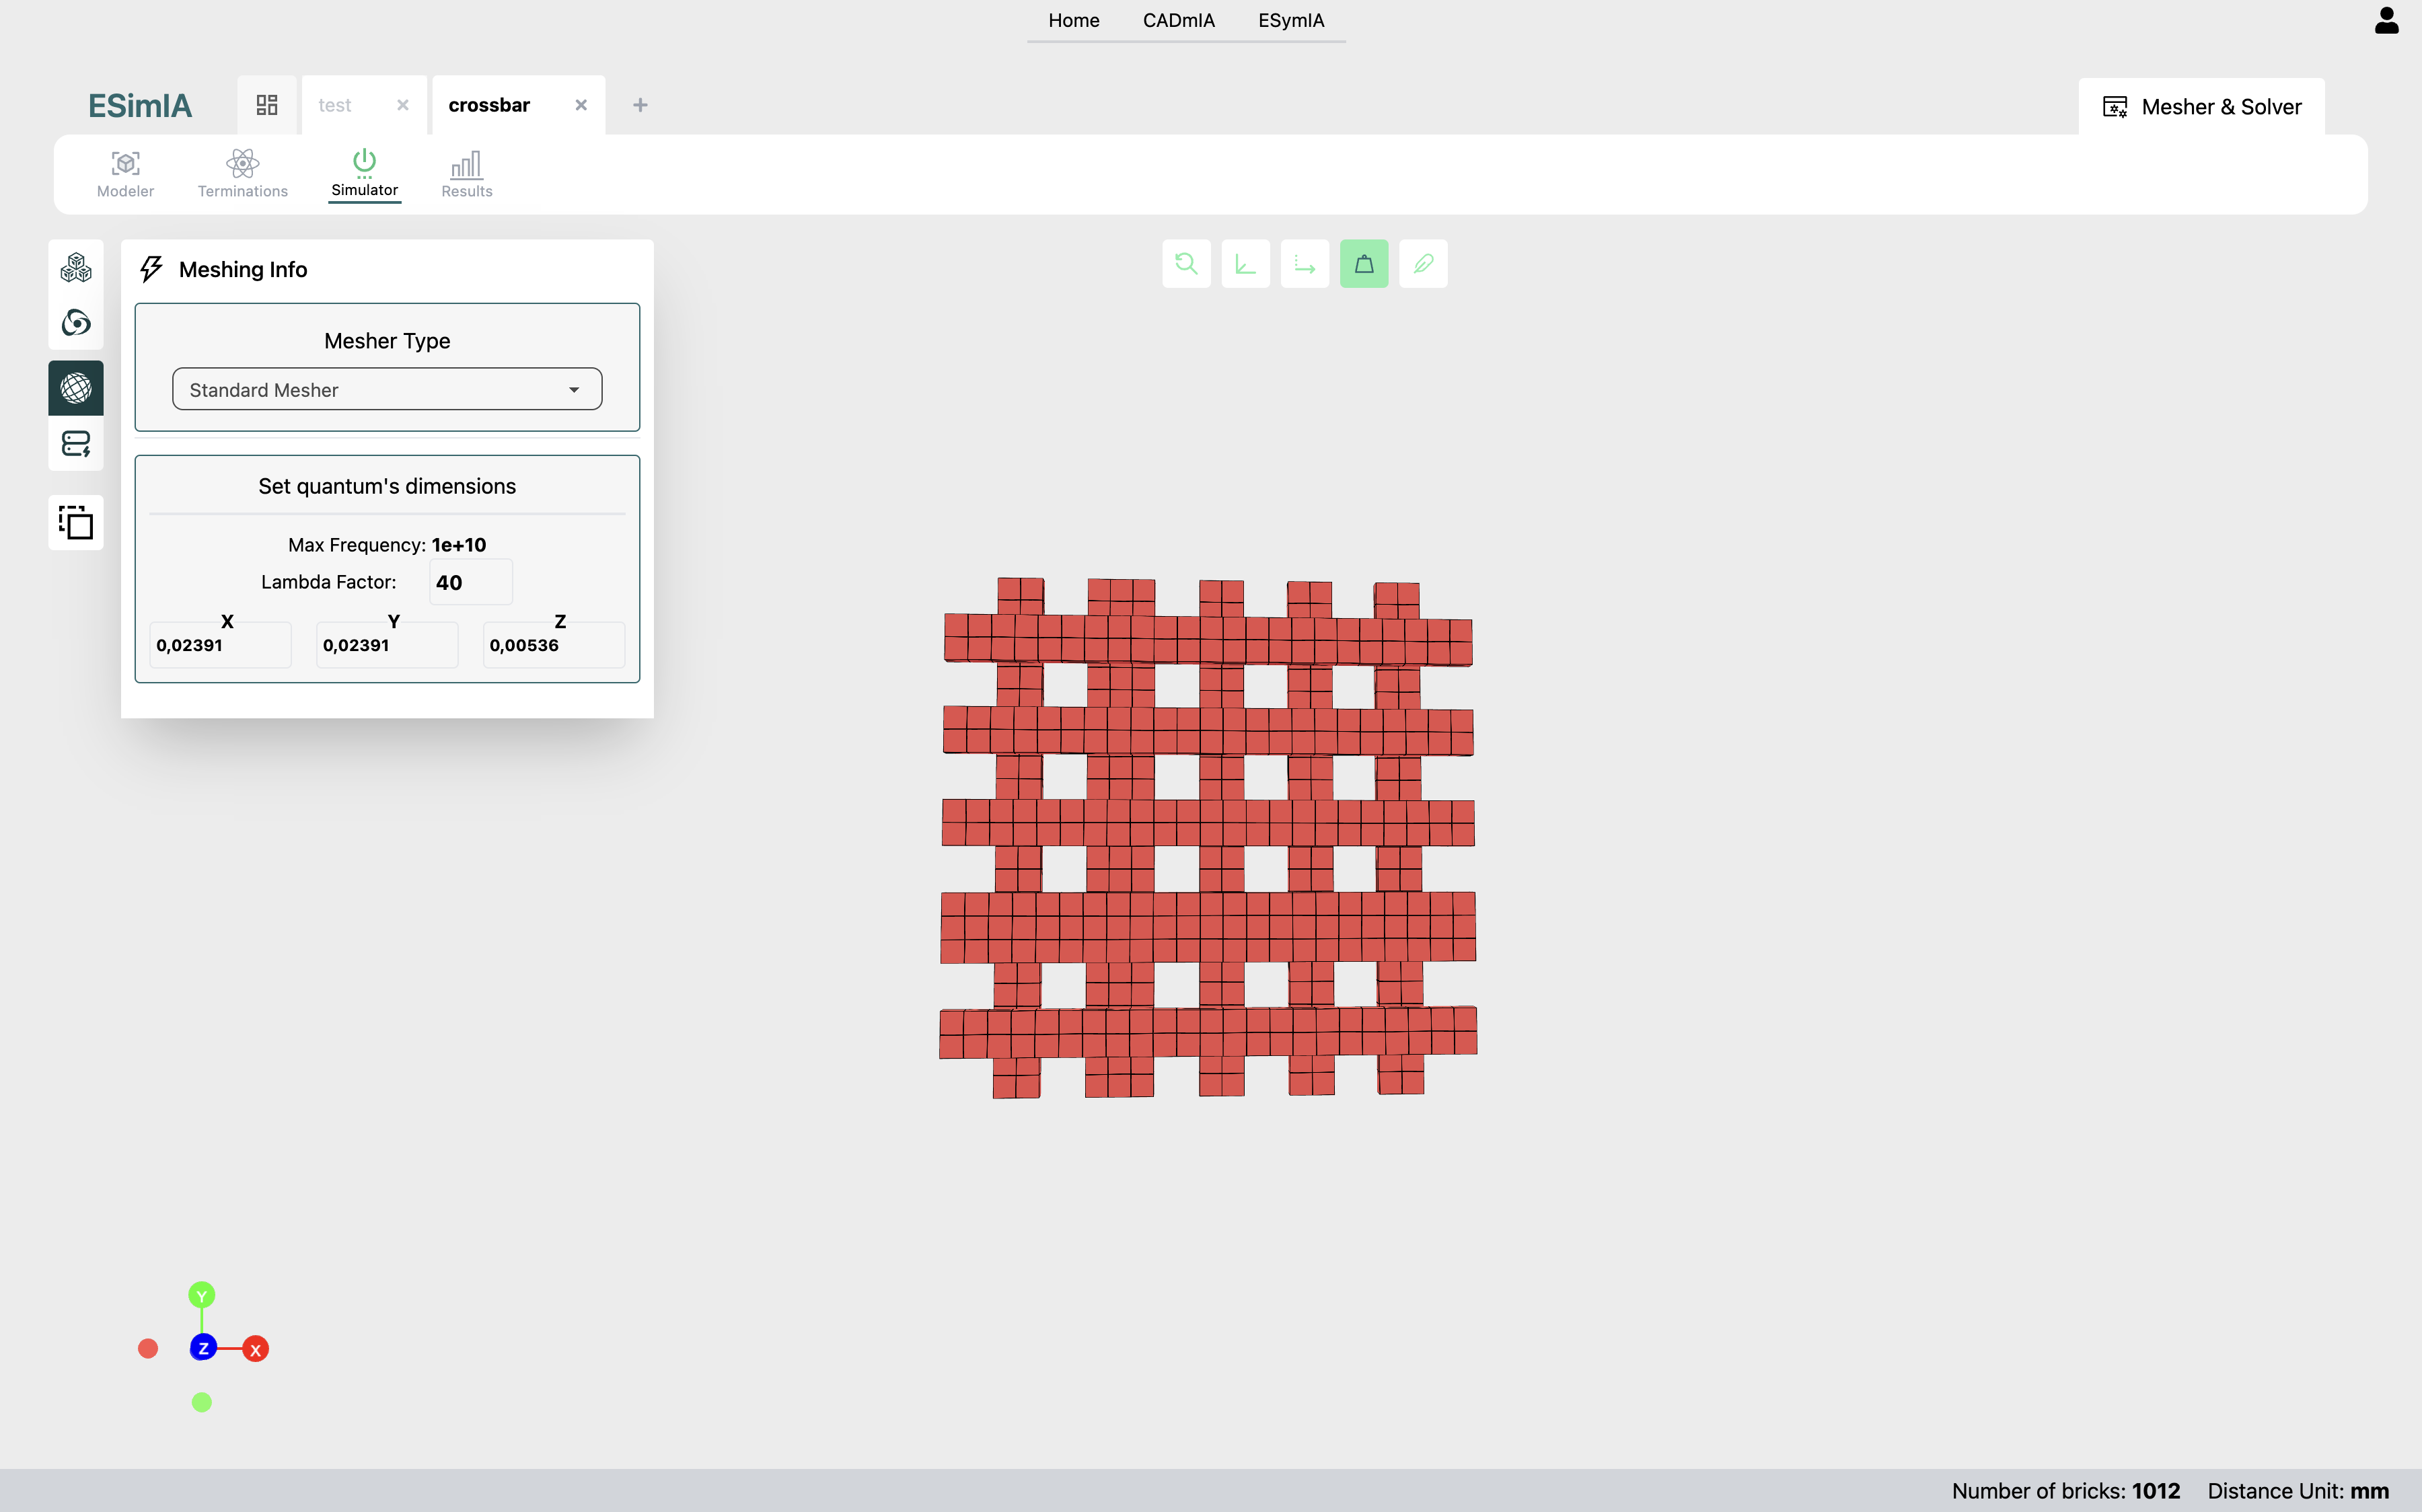 Home CADmIA ESymIA
ESimIA test crossbar Mesher & Solver
Modeler Terminations Simulator Results
Meshing Info
Mesher Type
Standard Mesher
Set quantum's dimensions
Max Frequency: 1e+10
Lambda Factor: 40
X Y Z
0,02391 0,02391 0,00536
Y
Z X
Number of bricks: 1012 Distance Unit: mm